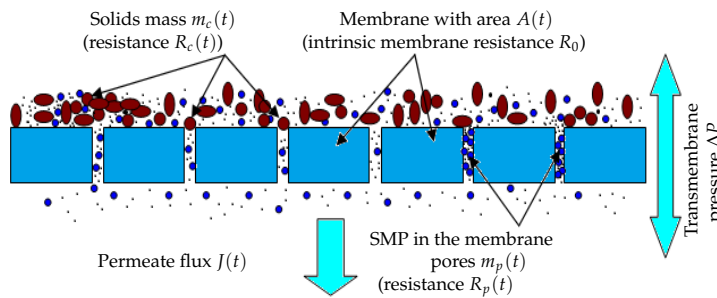 Solids mass m_c(t)
(resistance R_c(t))
Membrane with area A(t)
(intrinsic membrane resistance R_0)
Transmembrane
pressure ΔP
Permeate flux J(t)
SMP in the membrane
pores m_p(t)
(resistance R_p(t)